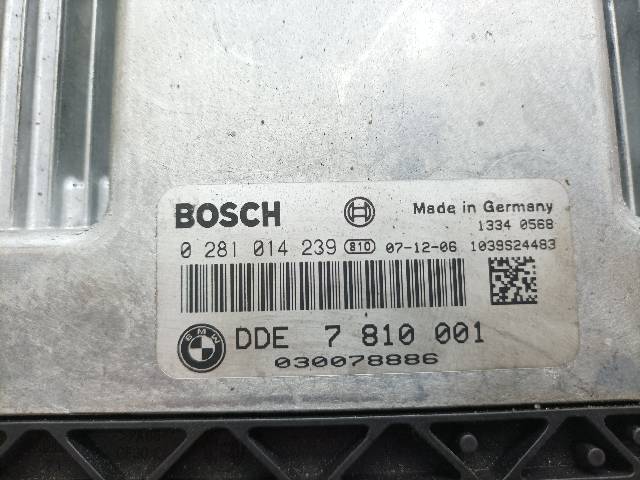 BOSCH Made in Germany
1334 0568
0 281 014 239 810 07-12-06 1039S24483
BMW DDE 7 810 001
030078886